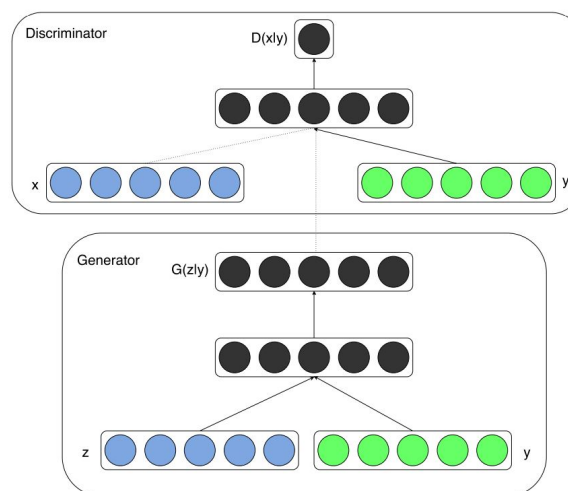 Discriminator
D(x|y)
x
y
Generator
G(z|y)
z
y